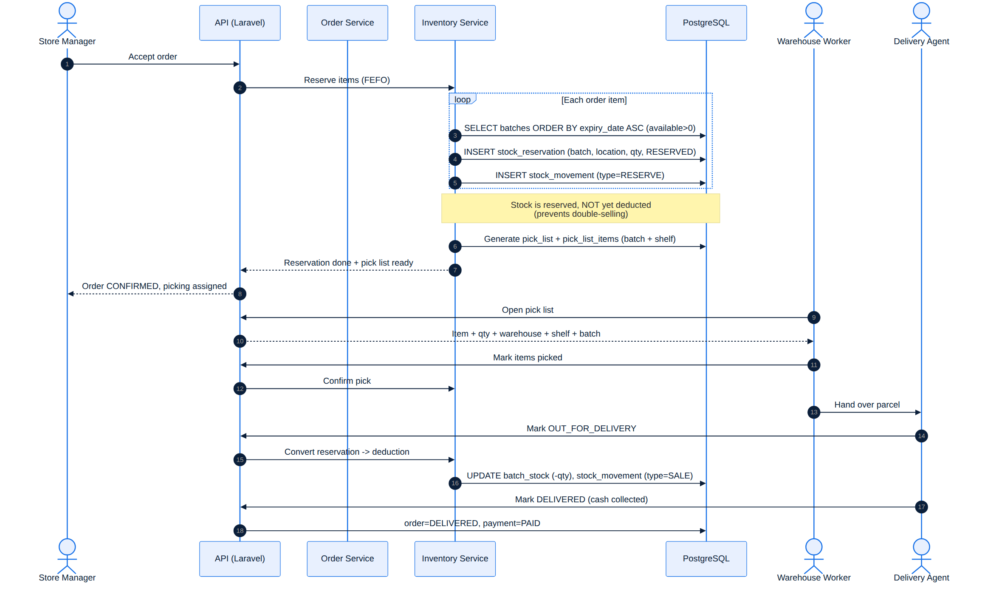 Store Manager
API (Laravel)
Order Service
Inventory Service
PostgreSQL
Warehouse Worker
Delivery Agent
Accept order
1
Reserve items (FEFO)
2
loop
[Each order item]
SELECT batches ORDER BY expiry_date ASC (available>0)
3
INSERT stock_reservation (batch, location, qty, RESERVED)
4
INSERT stock_movement (type=RESERVE)
5
Stock is reserved, NOT yet deducted
(prevents double-selling)
Generate pick_list + pick_list_items (batch + shelf)
6
Reservation done + pick list ready
7
Order CONFIRMED, picking assigned
8
Open pick list
9
Item + qty + warehouse + shelf + batch
10
Mark items picked
11
Confirm pick
12
Hand over parcel
13
Mark OUT_FOR_DELIVERY
14
Convert reservation -> deduction
15
UPDATE batch_stock (-qty), stock_movement (type=SALE)
16
Mark DELIVERED (cash collected)
17
order=DELIVERED, payment=PAID
18
Store Manager
API (Laravel)
Order Service
Inventory Service
PostgreSQL
Warehouse Worker
Delivery Agent